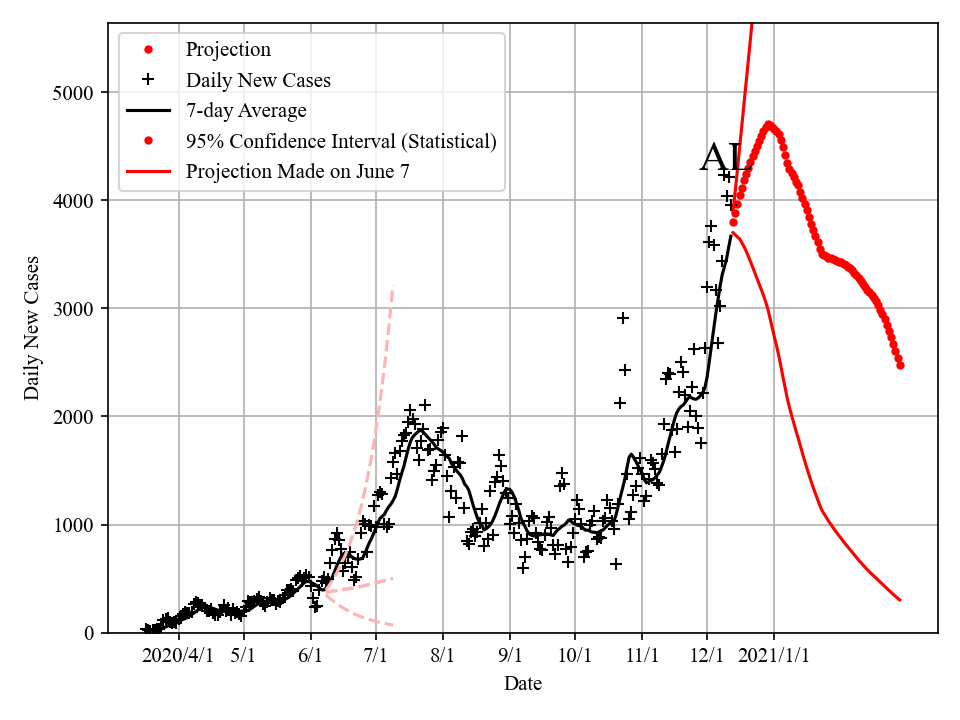 Projection
Daily New Cases
7-day Average
95% Confidence Interval (Statistical)
Projection Made on June 7
AL
5000
4000
3000
2000
1000
0
Daily New Cases
2020/4/1 5/1 6/1 7/1 8/1 9/1 10/1 11/1 12/1 2021/1/1
Date